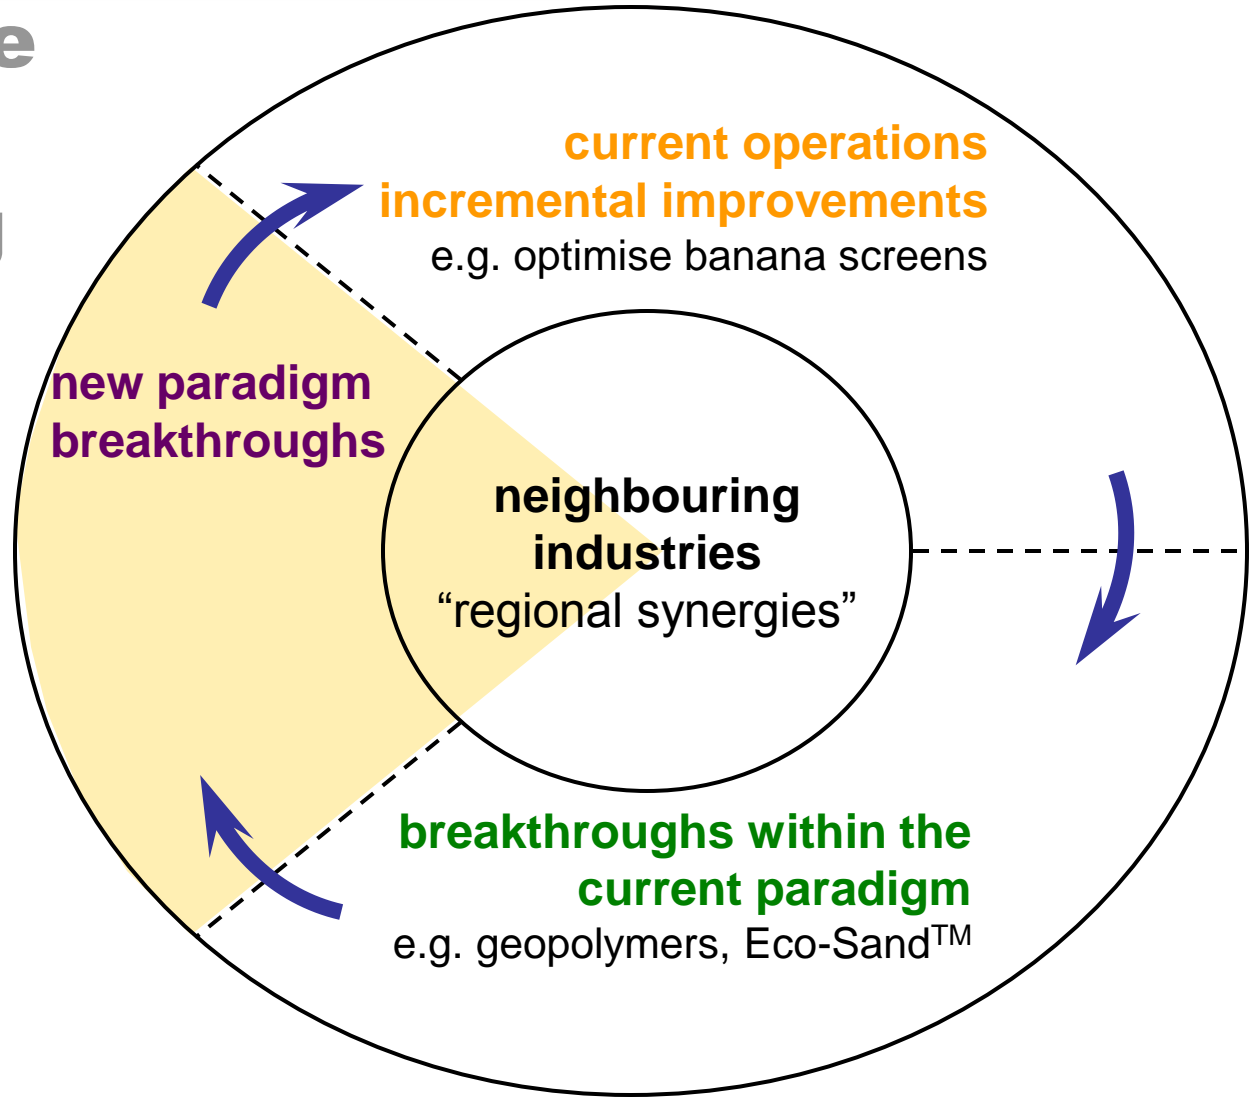 current operations
incremental improvements
e.g. optimise banana screens
new paradigm
breakthroughs
neighbouring
industries
“regional synergies”
breakthroughs within the
current paradigm
e.g. geopolymers, Eco-Sand™